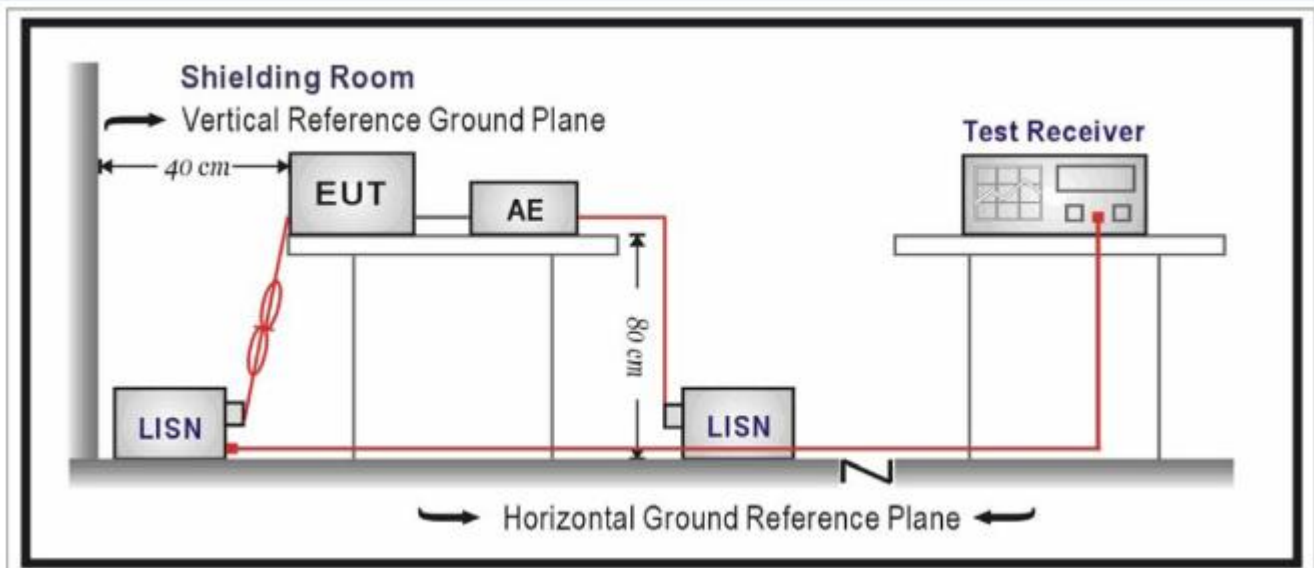 Shielding Room
Vertical Reference Ground Plane
Test Receiver
40 cm
EUT
AE
80 cm
LISN
LISN
Horizontal Ground Reference Plane